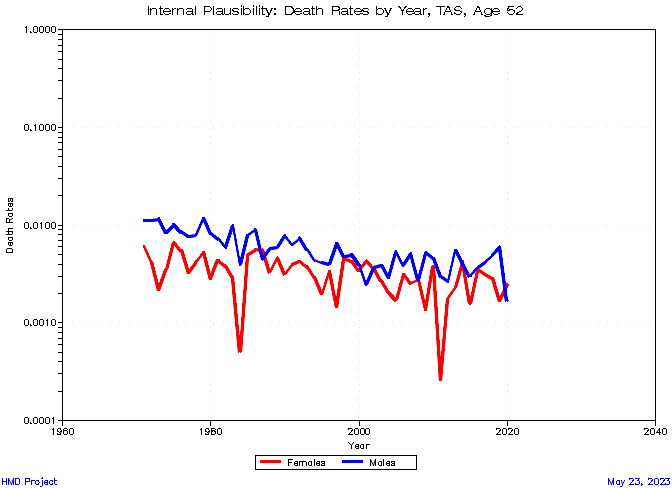 Internal Plausibility: Death Rates by Year, TAS, Age 52
1.0000
0.1000
0.0100
0.0010
0.0001
Death Rates
1960 1980 2000 2020 2040
Year
Females Males
HMD Project May 23, 2023